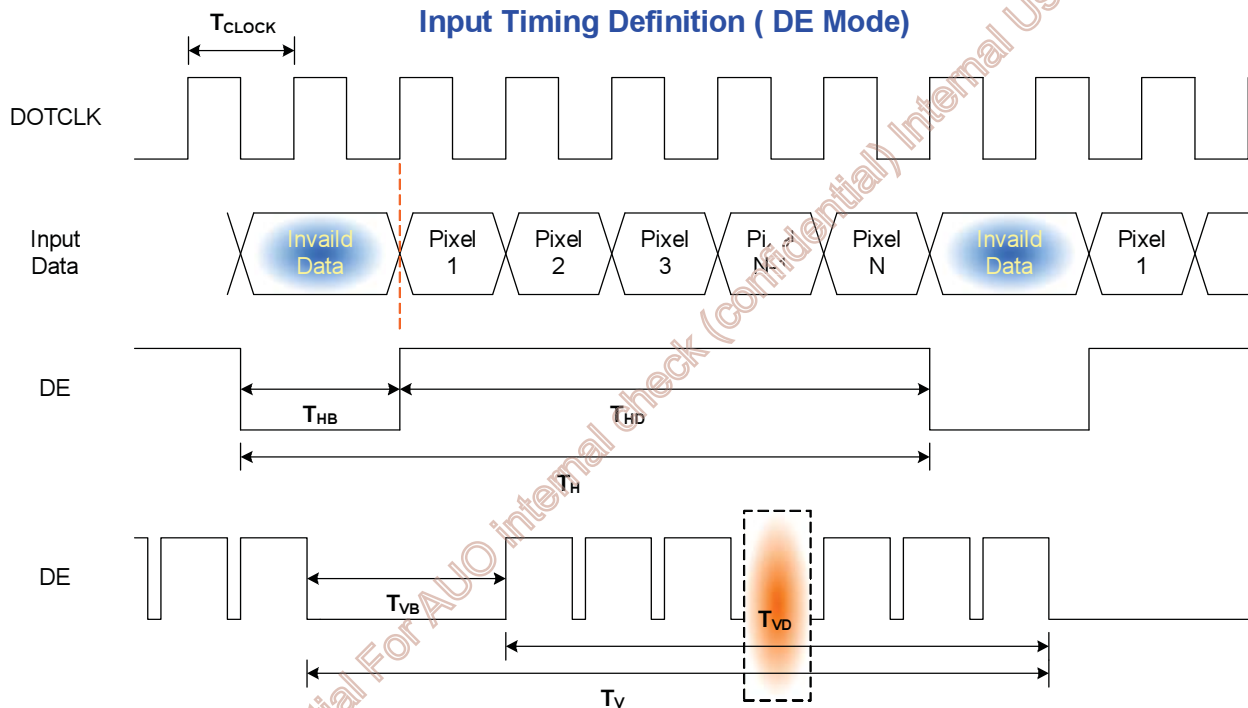 Input Timing Definition ( DE Mode)
TCLOCK
DOTCLK
Input
Data
Invaild
Data
Pixel
1
Pixel
2
Pixel
3
N-1
Pixel
N
Invaild
Data
Pixel
1
DE
THB
THD
TH
DE
TVB
TVD
TV
For AUO internal check (confidential) Internal